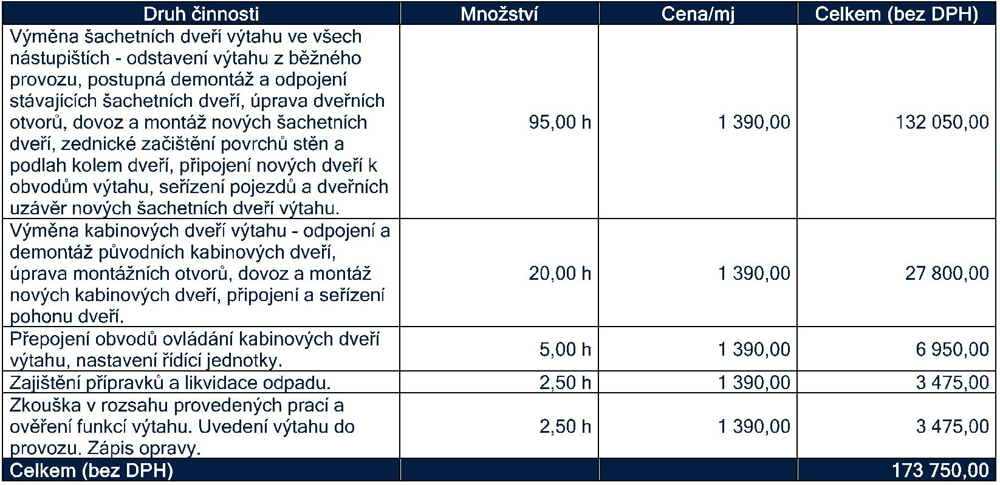 Druh činnosti Množství Cena/mj Celkem (bez DPH)
Výměna šachetních dveří výtahu ve všech
nástupištích - odstavení výtahu z běžného
provozu, postupná demontáž a odpojení
stávajících šachetních dveří, úprava dveřních
otvorů, dovoz a montáž nových šachetních
dveří, zednické začištění povrchů stěn a
podlah kolem dveří, připojení nových dveří k
obvodům výtahu, seřízení pojezdů a dveřních
uzávěr nových šachetních dveří výtahu.
95,00 h 1 390,00 132 050,00
Výměna kabinových dveří výtahu - odpojení a
demontáž původních kabinových dveří,
úprava montážních otvorů, dovoz a montáž
nových kabinových dveří, připojení a seřízení
pohonu dveří.
20,00 h 1 390,00 27 800,00
Přepojení obvodů ovládání kabinových dveří
výtahu, nastavení řídící jednotky.
5,00 h 1 390,00 6 950,00
Zajištění přípravků a likvidace odpadu. 2,50 h 1 390,00 3 475,00
Zkouška v rozsahu provedených prací a
ověření funkcí výtahu. Uvedení výtahu do
provozu. Zápis opravy.
2,50 h 1 390,00 3 475,00
Celkem (bez DPH) 173 750,00